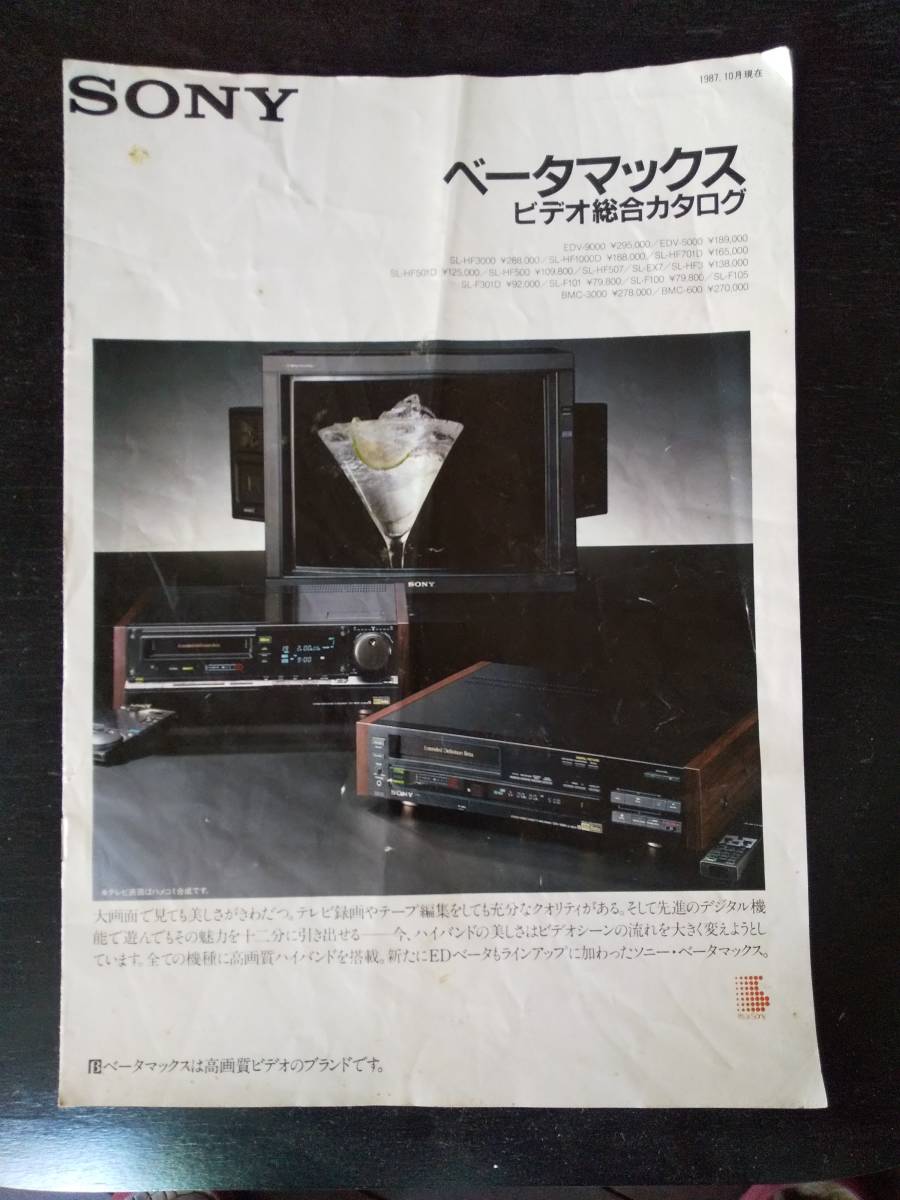 SONY
1987. 10月現在
ベータマックス
ビデオ総合カタログ
EDV-9000 ¥295,000/EDV-5000 ¥189,000
SL-HF3000 ¥288,000/SL-HF1000D ¥188,000/SL-HF701D ¥165,000
SL-HF501D ¥125,000/SL-HF500 ¥109,800/SL-HF507/SL-EX7/SL-HF3 ¥138,000
SL-F301D ¥92,000/SL-F101 ¥79,800/SL-F100 ¥79,800/SL-F105
BMC-3000 ¥278,000/BMC-600 ¥270,000
SONY
Extended Definition Beta
SONY
※テレビ画面はハメコミ合成です。
大画面で見ても美しさがきわだつ。テレビ録画やテープ編集をしても充分なクオリティがある。そして先進のデジタル機
能で遊んでもその魅力を十二分に引き出せる——今、ハイバンドの美しさはビデオシーンの流れを大きく変えようとし
ています。全ての機種に高画質ハイバンドを搭載。新たにEDベータもラインアップに加わったソニー・ベータマックス。
It's a Sony
βベータマックスは高画質ビデオのブランドです。